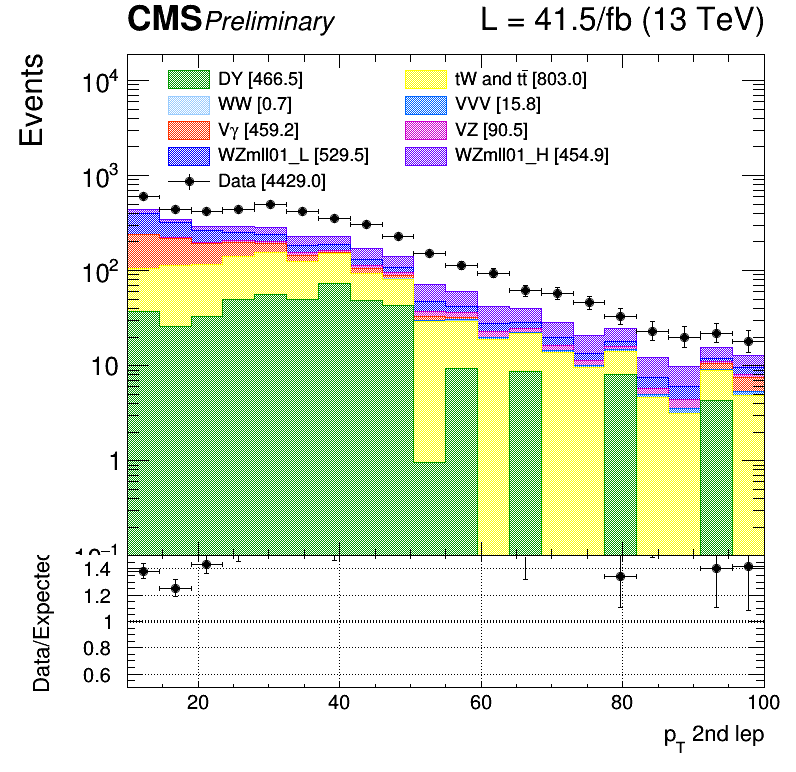 CMS Preliminary L = 41.5/fb (13 TeV)
Events
10⁴
10³
10²
10
1
10⁻¹
DY [466.5]
tW and tt̄ [803.0]
WW [0.7]
VVV [15.8]
Vγ [459.2]
VZ [90.5]
WZmll01_L [529.5]
WZmll01_H [454.9]
Data [4429.0]
Data/Expected
1.4
1.2
1
0.8
0.6
20 40 60 80 100
p_T 2nd lep